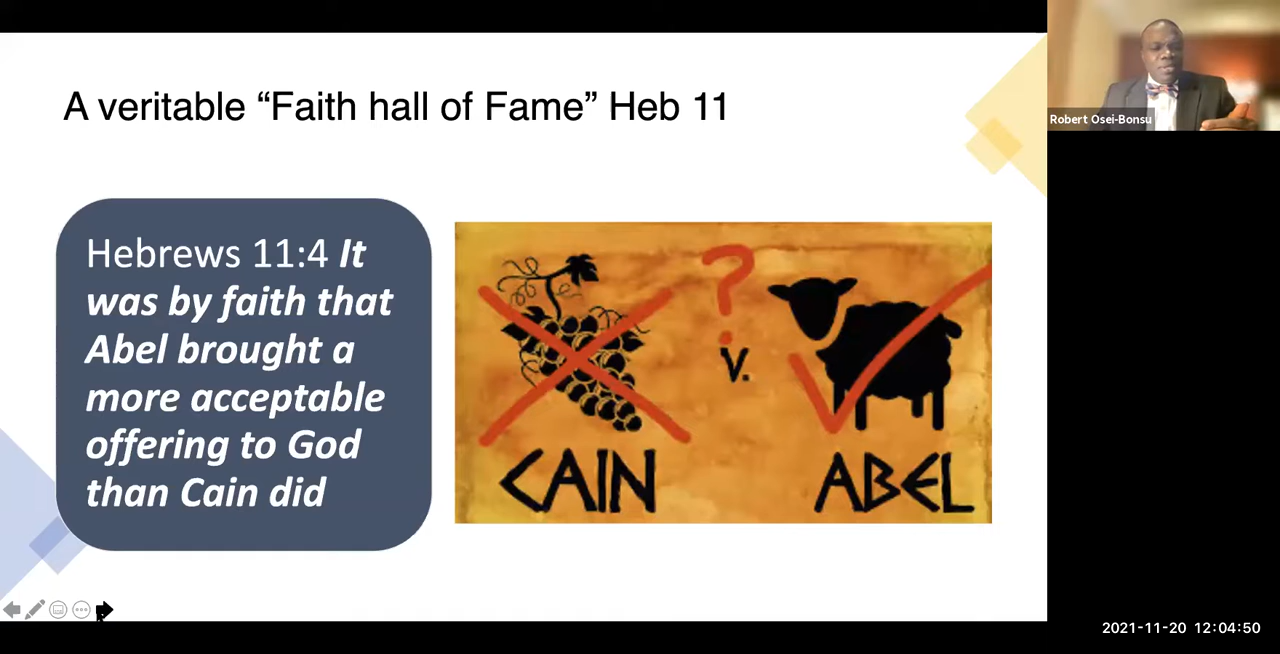 A veritable “Faith hall of Fame” Heb 11
Robert Osei-Bonsu
Hebrews 11:4 It
was by faith that
Abel brought a
more acceptable
offering to God
than Cain did
?
v.
CAIN
ABEL
2021-11-20 12:04:50